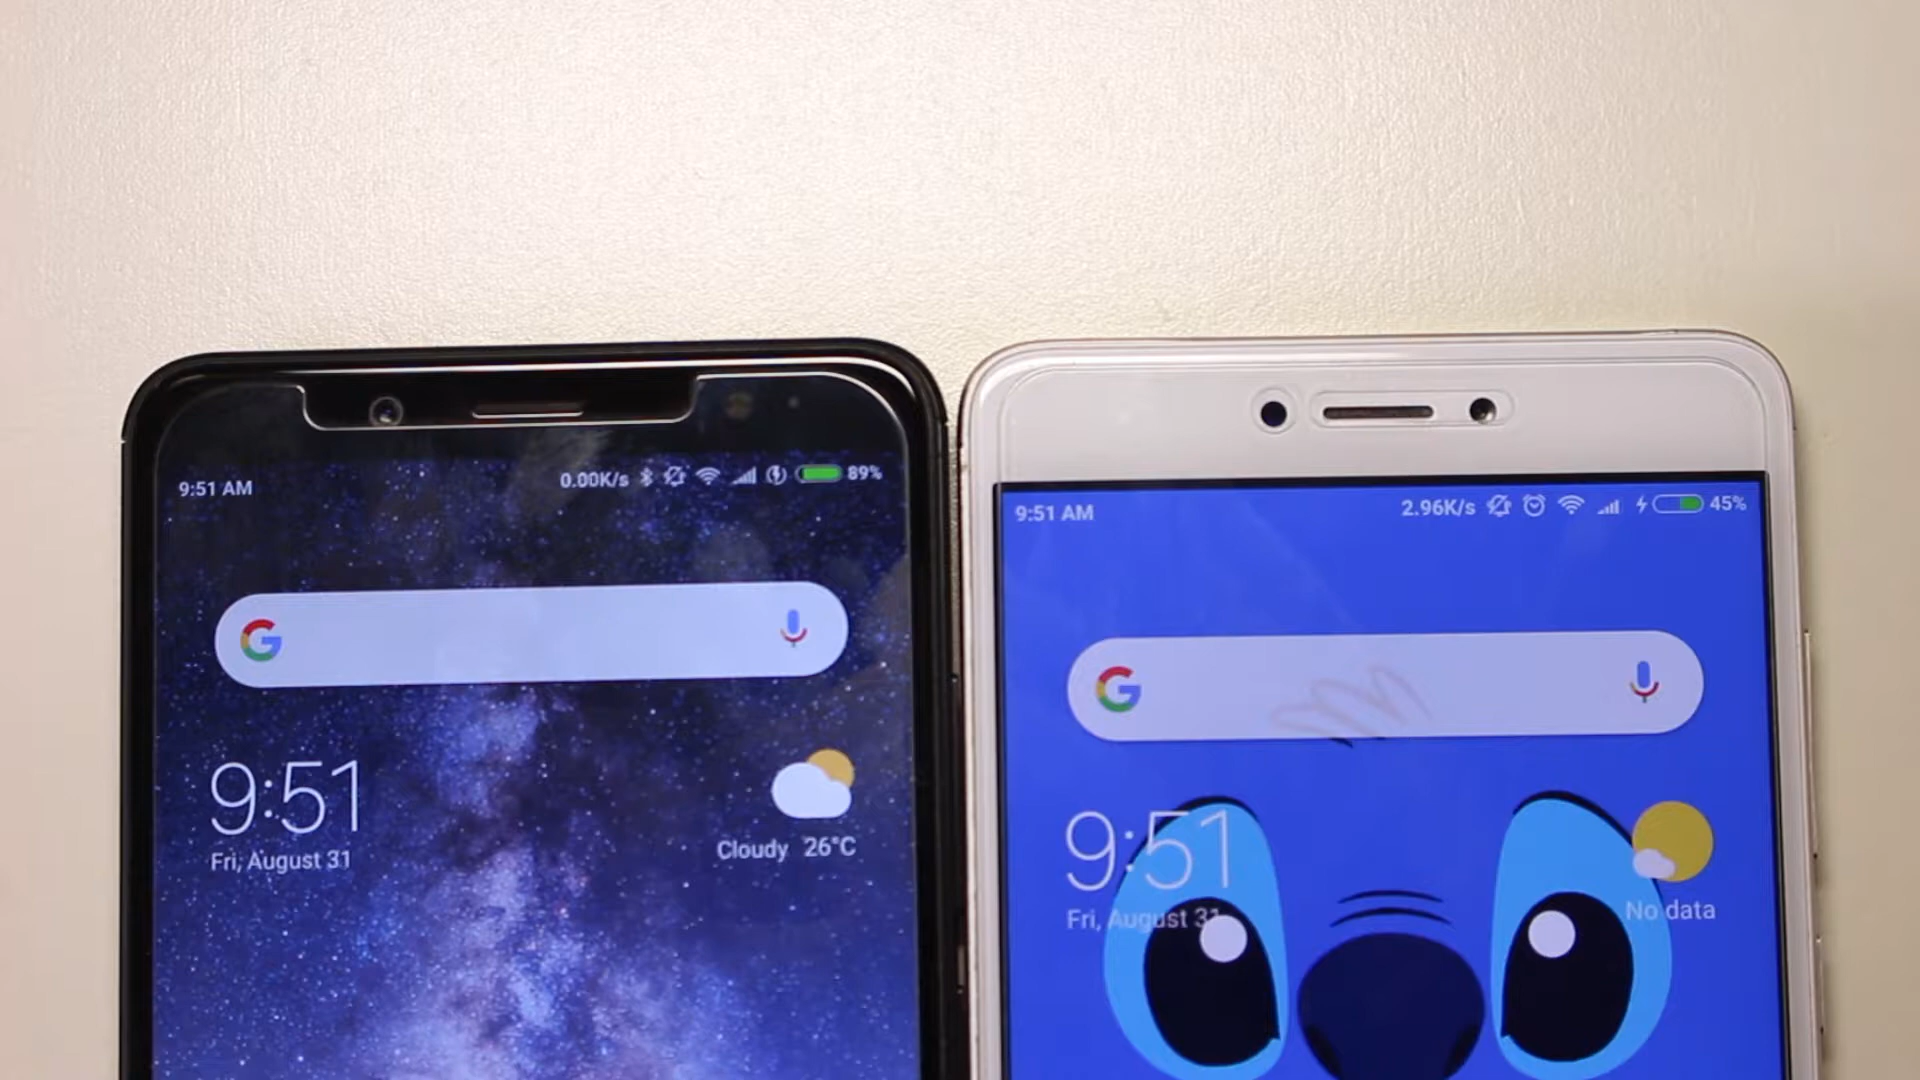 9:51 AM
0.00K/s 89%
9:51
Fri, August 31
Cloudy 26°C
9:51 AM
2.96K/s 45%
9:51
Fri, August 31
No data